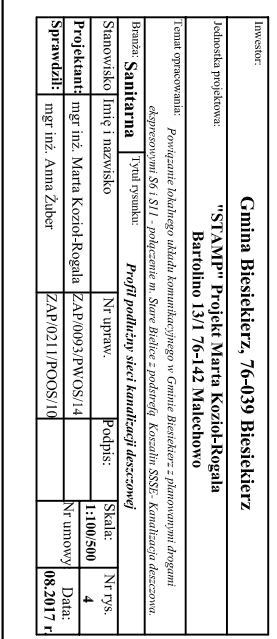 Inwestor:
Gmina Biesiekierz, 76-039 Biesiekierz
Jednostka projektowa:
"STAMP" Projekt Marta Kozioł-Rogala
Bartolino 13/1 76-142 Malechowo
Temat opracowania: Powiązanie lokalnego układu komunikacyjnego w Gminie Biesiekierz z planowanymi drogami
ekspresowymi S6 i S11 - połączenie m. Stare Bielice z podstrefą Koszalin SSSE- Kanalizacja deszczowa.
Branża: Sanitarna Tytuł rysunku: Profil podłużny sieci kanalizacji deszczowej
Stanowisko Imię i nazwisko Nr upraw. Podpis: Skala: Nr rys.
1:100/500 4
Projektant: mgr inż. Marta Kozioł-Rogala ZAP/0093/PWOS/14
Nr umowy Data:
Sprawdził: mgr inż. Anna Żuber ZAP/0211/POOS/10 08.2017 r.